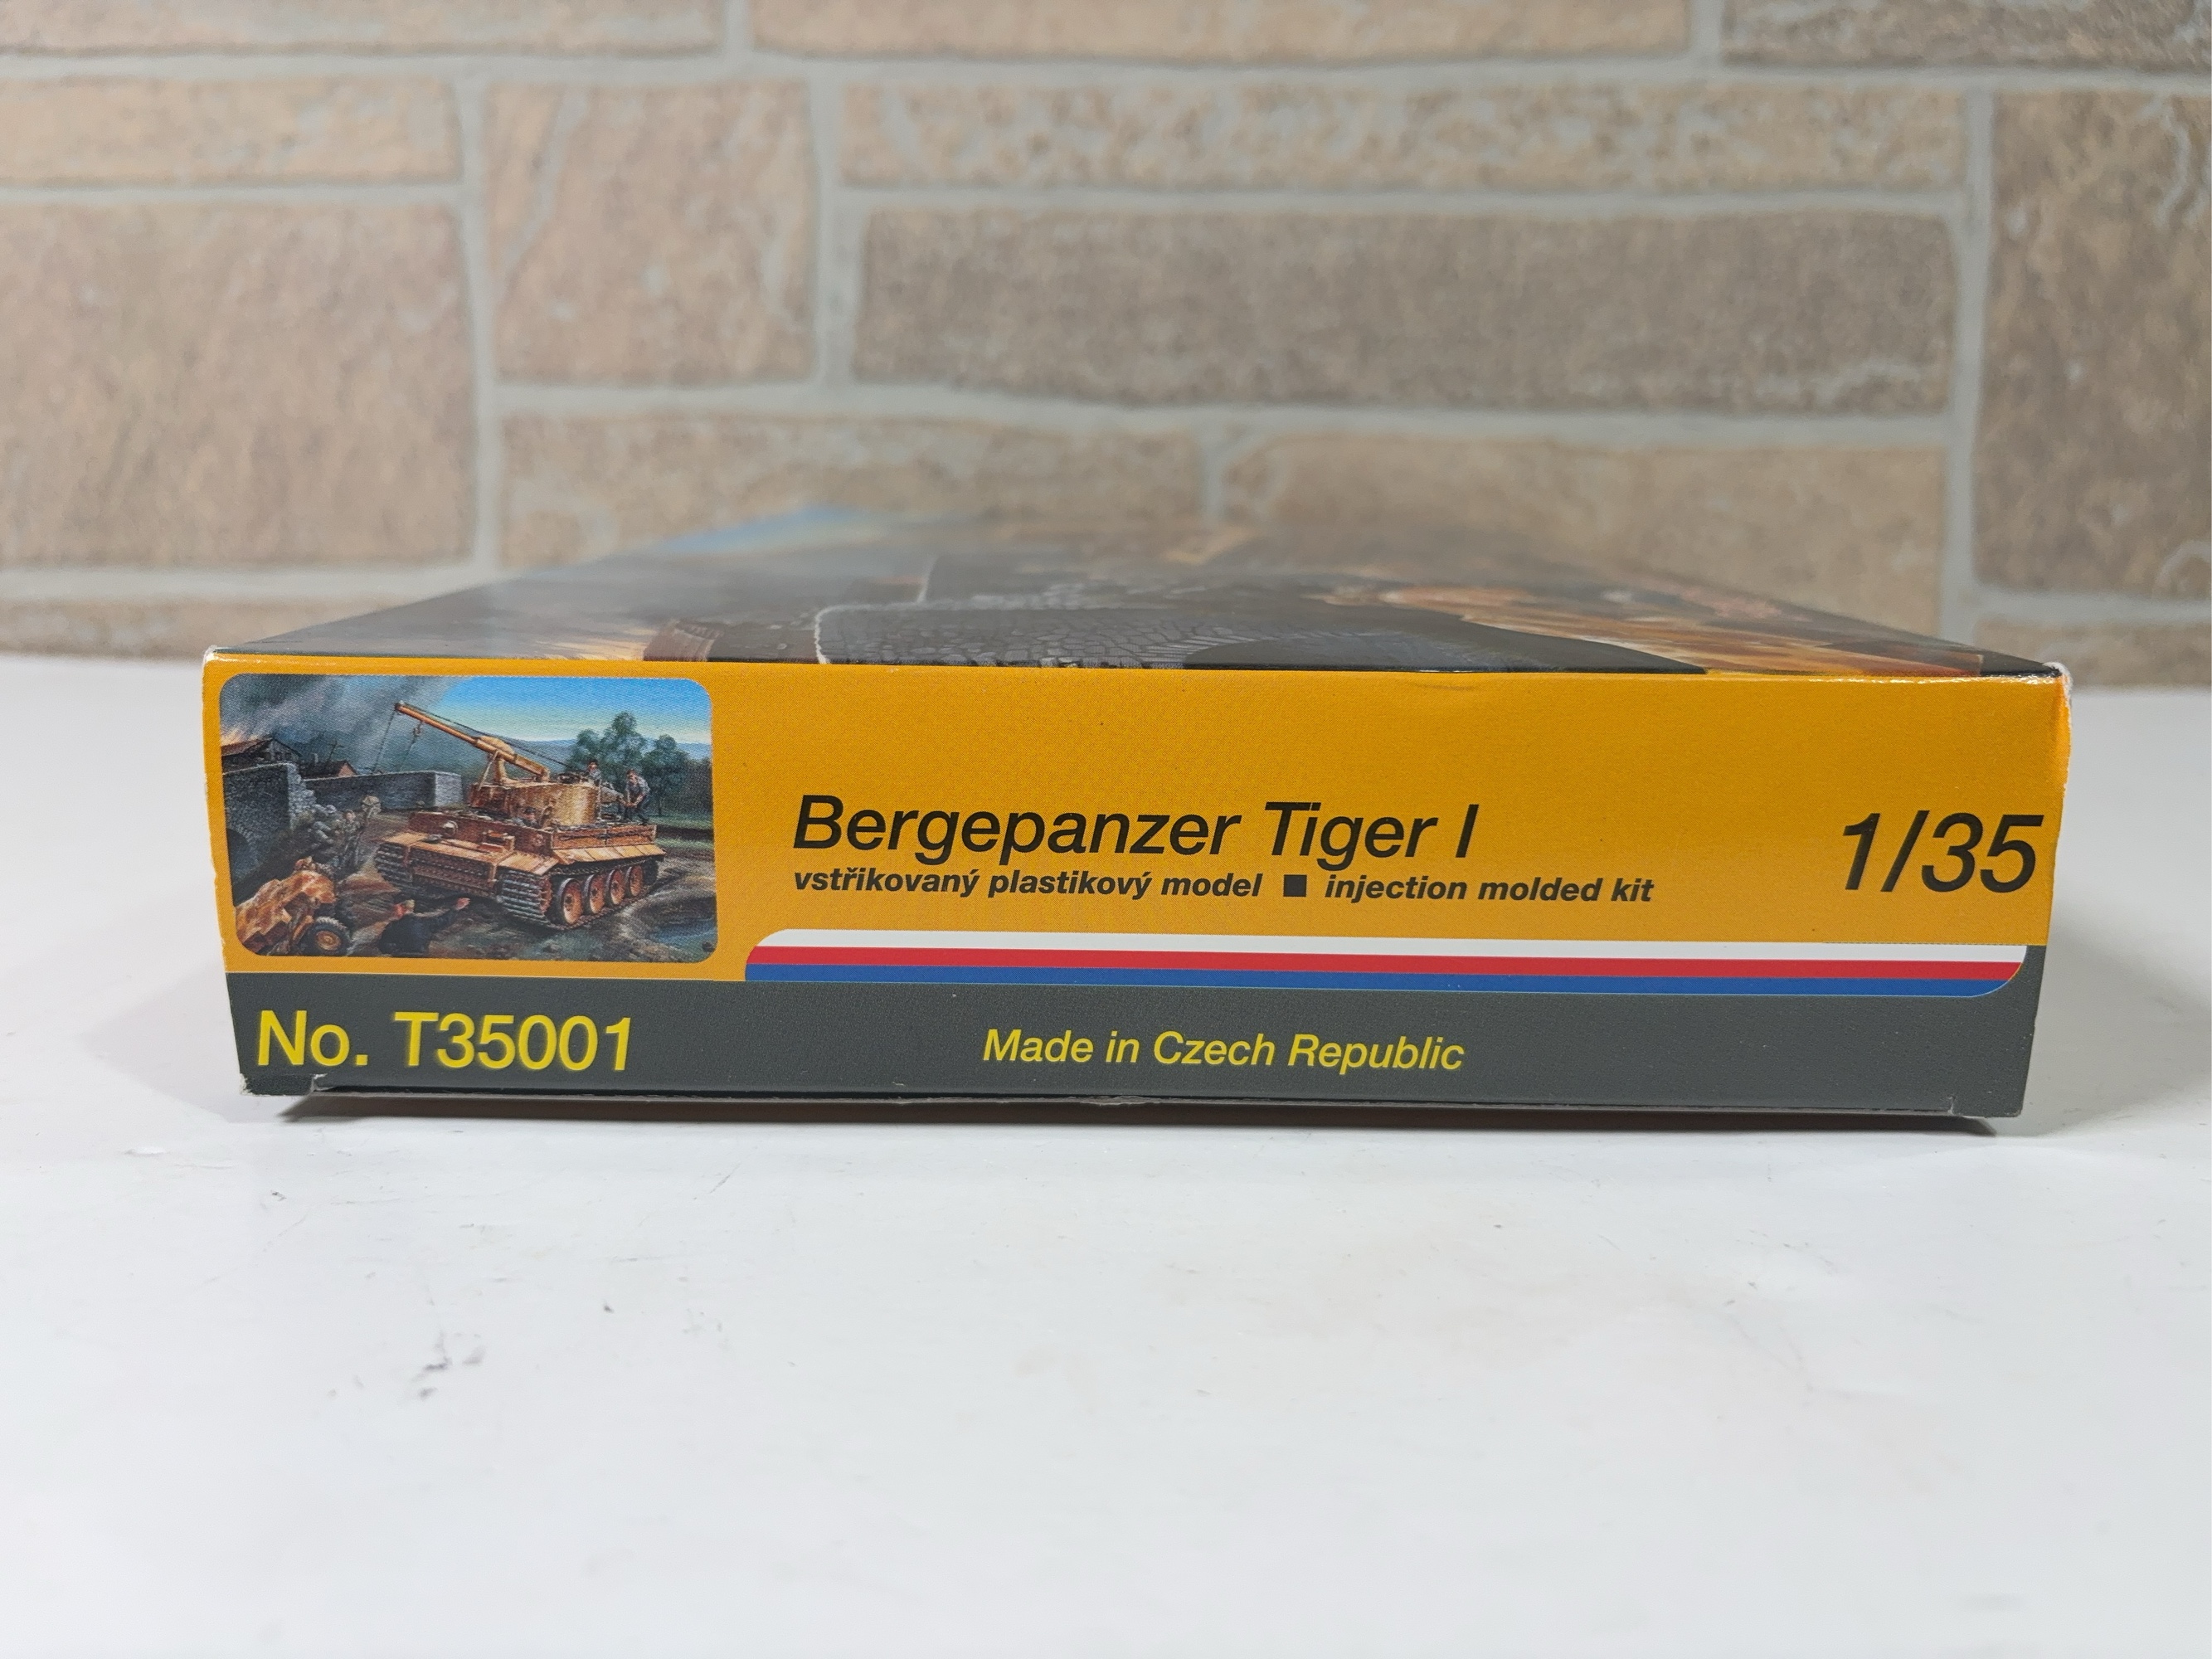 Bergepanzer Tiger I
vstřikovaný plastikový model ■ injection molded kit
1/35
No. T35001
Made in Czech Republic